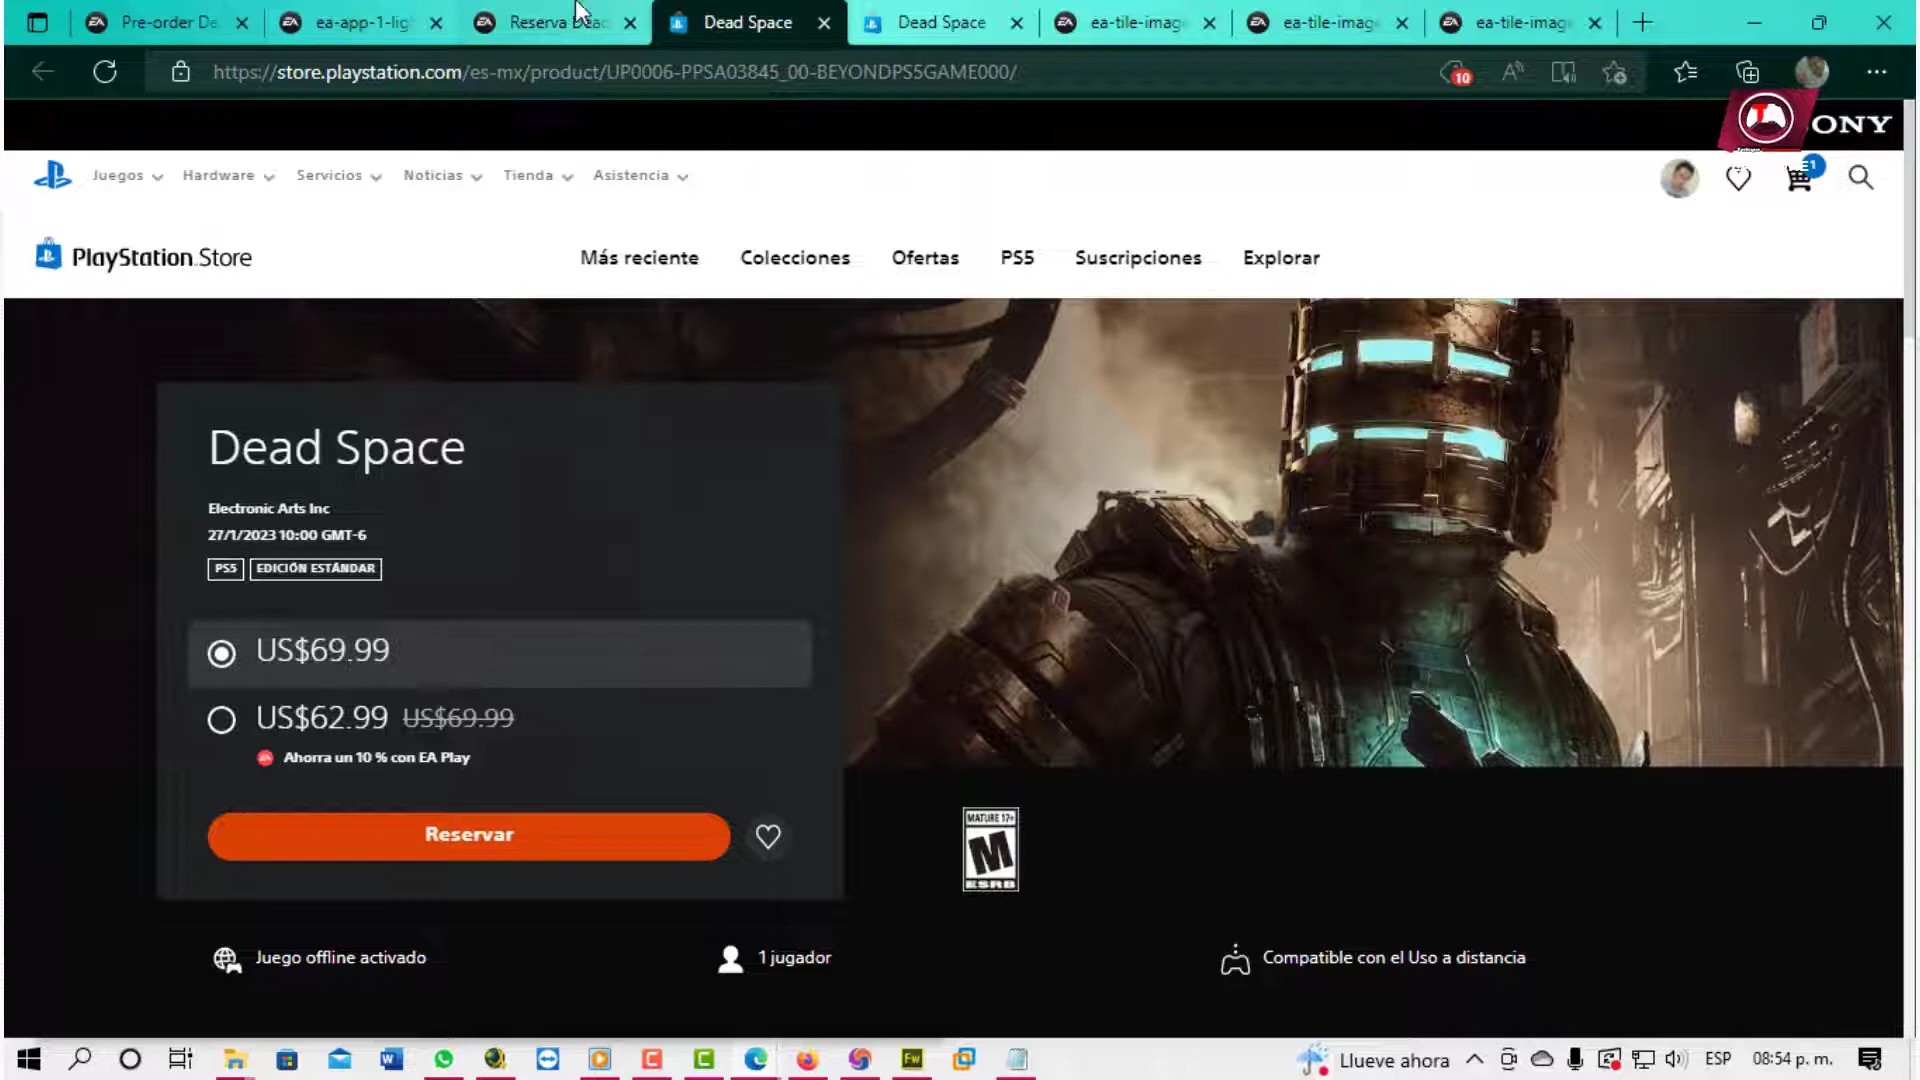 Pre-order De
ea-app-1-lig
Reserva Deac
Dead Space
Dead Space
ea-tile-imag
ea-tile-imag
ea-tile-imag
https://store.playstation.com/es-mx/product/UP0006-PPSA03845_00-BEYONDPS5GAME000/
10
ONY
Juegos Hardware Servicios Noticias Tienda Asistencia
1
PlayStation Store
Más reciente Colecciones Ofertas PS5 Suscripciones Explorar
Dead Space
Electronic Arts Inc
27/1/2023 10:00 GMT-6
PS5 EDICIÓN ESTÁNDAR
US$69.99
US$62.99 US$69.99
Ahorra un 10 % con EA Play
Reservar
MATURE 17+
M
ESRB
Juego offline activado
1 jugador
Compatible con el Uso a distancia
Llueve ahora
ESP
08:54 p. m.